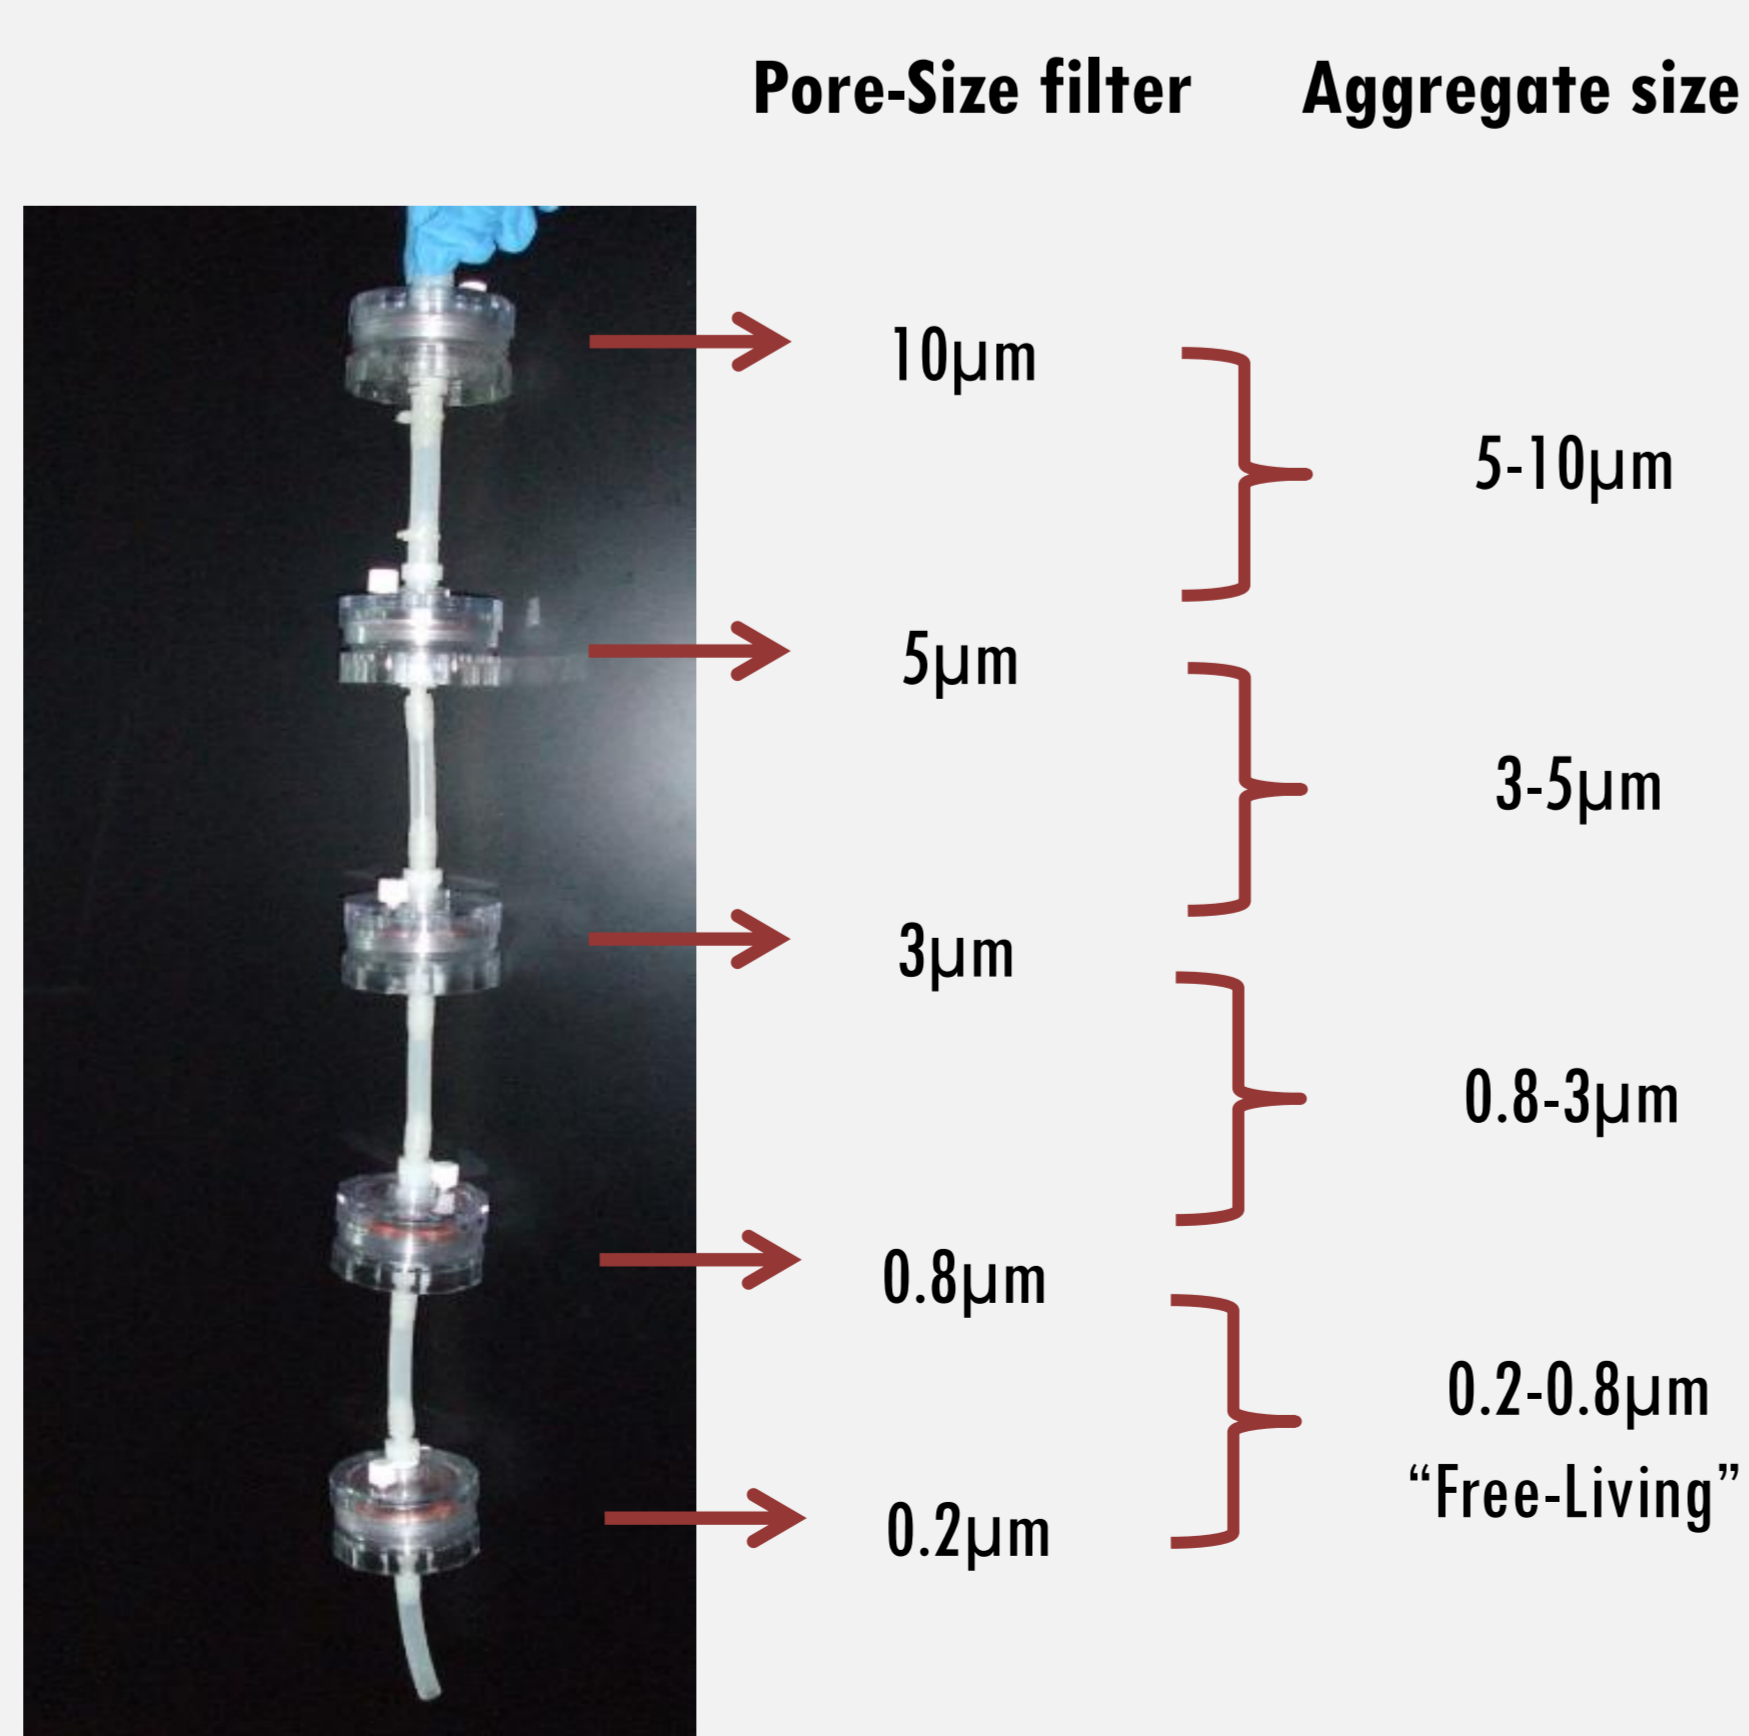 Pore-Size filter Aggregate size
10µm
5-10µm
5µm
3-5µm
3µm
0.8-3µm
0.8µm
0.2-0.8µm
“Free-Living”
0.2µm